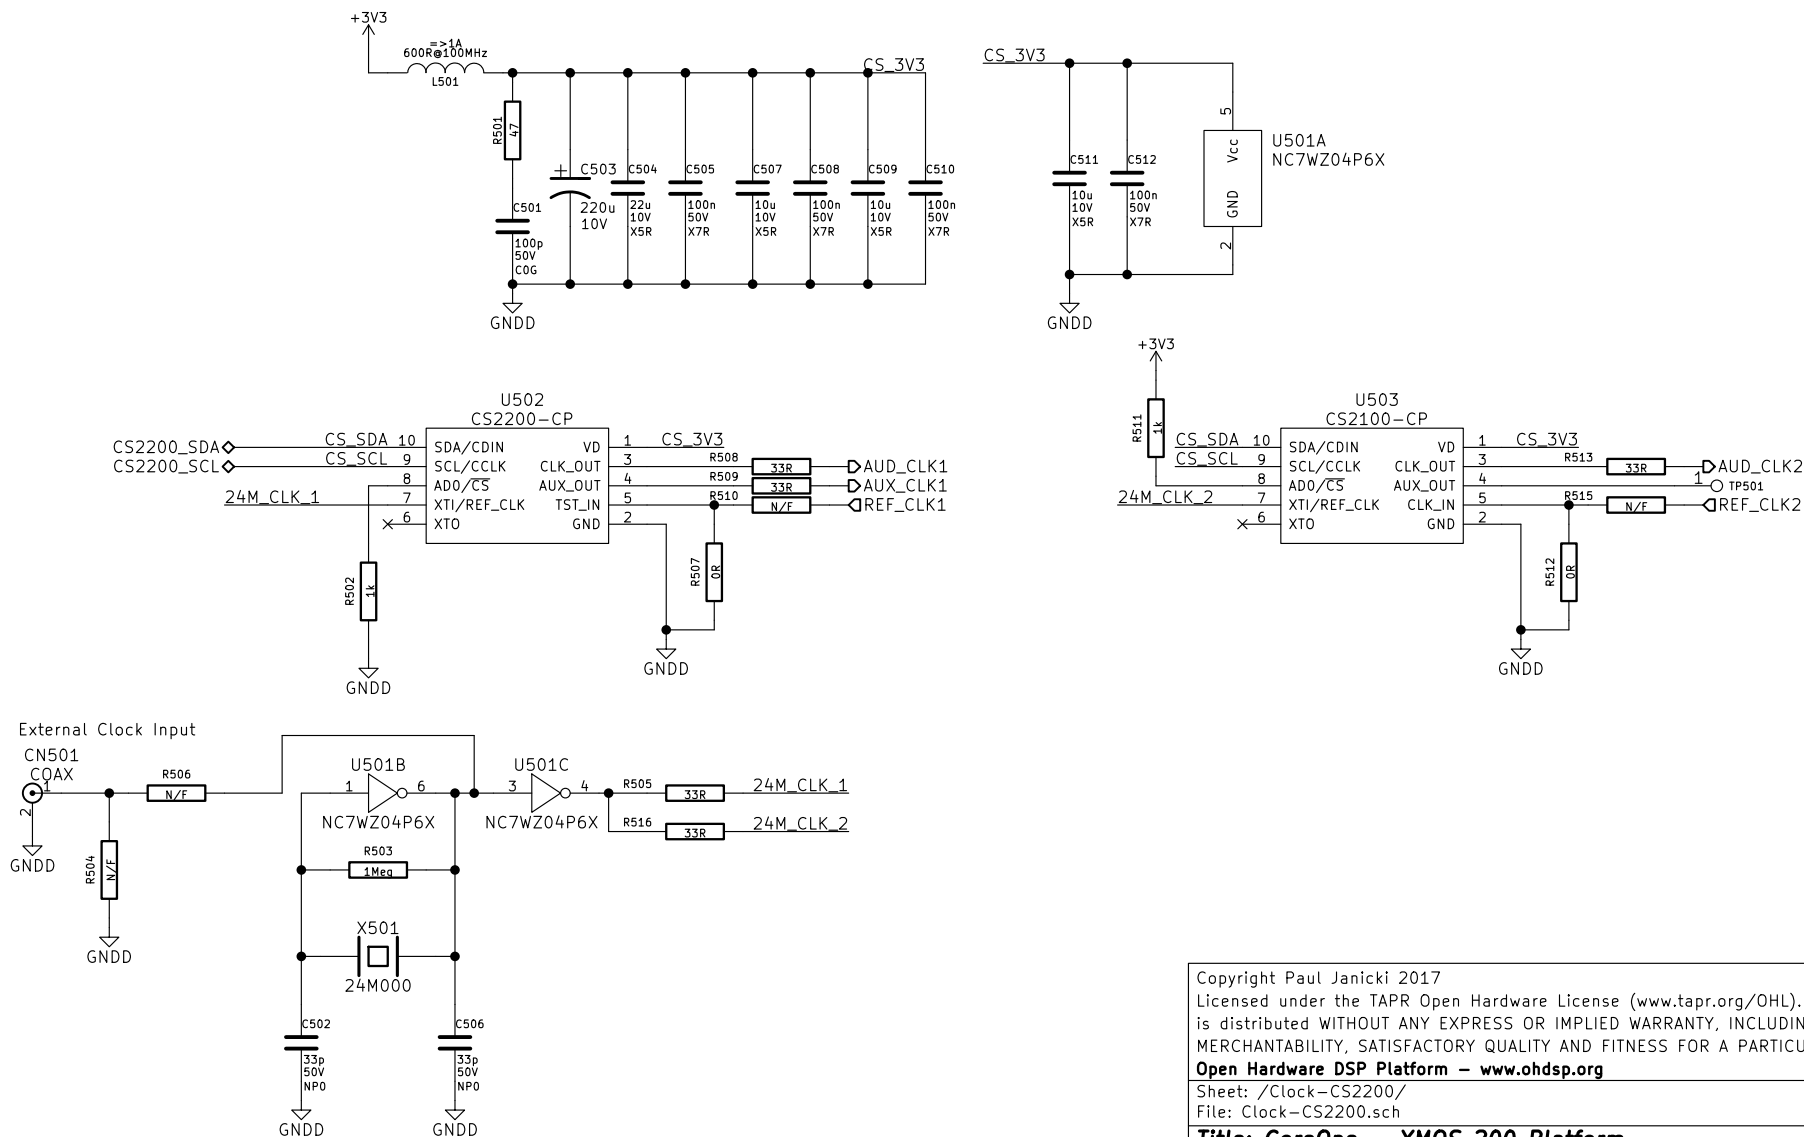 +3V3
=>1A
600R@100MHz
L501
CS_3V3
R501
47
C501
100p
50V
C0G
C503
220u
10V
C504
22u
10V
X5R
C505
100n
50V
X7R
C507
10u
10V
X5R
C508
100n
50V
X7R
C509
10u
10V
X5R
C510
100n
50V
X7R
GNDD
CS_3V3
C511
10u
10V
X5R
C512
100n
50V
X7R
5
Vcc
GND
2
U501A
NC7WZ04P6X
GNDD
U502
CS2200-CP
CS2200_SDA
CS_SDA 10 SDA/CDIN
CS2200_SCL
CS_SCL 9 SCL/CCLK
8 AD0/CS
24M_CLK_1 7 XTI/REF_CLK
6 XTO
VD 1 CS_3V3
CLK_OUT 3 R508 33R AUD_CLK1
AUX_OUT 4 R509 33R AUX_CLK1
TST_IN 5 R510 N/F REF_CLK1
GND 2
R502
1k
GNDD
R507
0R
GNDD
+3V3
R511
1k
U503
CS2100-CP
CS_SDA 10 SDA/CDIN
CS_SCL 9 SCL/CCLK
8 AD0/CS
24M_CLK_2 7 XTI/REF_CLK
6 XTO
VD 1 CS_3V3
CLK_OUT 3 R513 33R AUD_CLK2
AUX_OUT 4 1 TP501
CLK_IN 5 R515 N/F REF_CLK2
GND 2
R512
0R
GNDD
External Clock Input
CN501
COAX
1
2
GNDD
R506
N/F
R504
N/F
GNDD
U501B
1 6
NC7WZ04P6X
U501C
3 4
NC7WZ04P6X
R505 33R 24M_CLK_1
R516 33R 24M_CLK_2
R503
1Meg
X501
24M000
C502
33p
50V
NP0
GNDD
C506
33p
50V
NP0
GNDD
Copyright Paul Janicki 2017
Licensed under the TAPR Open Hardware License (www.tapr.org/OHL).
is distributed WITHOUT ANY EXPRESS OR IMPLIED WARRANTY, INCLUDIN
MERCHANTABILITY, SATISFACTORY QUALITY AND FITNESS FOR A PARTICU
Open Hardware DSP Platform - www.ohdsp.org
Sheet: /Clock-CS2200/
File: Clock-CS2200.sch
Title: CoreOne - XMOS 200 Platform